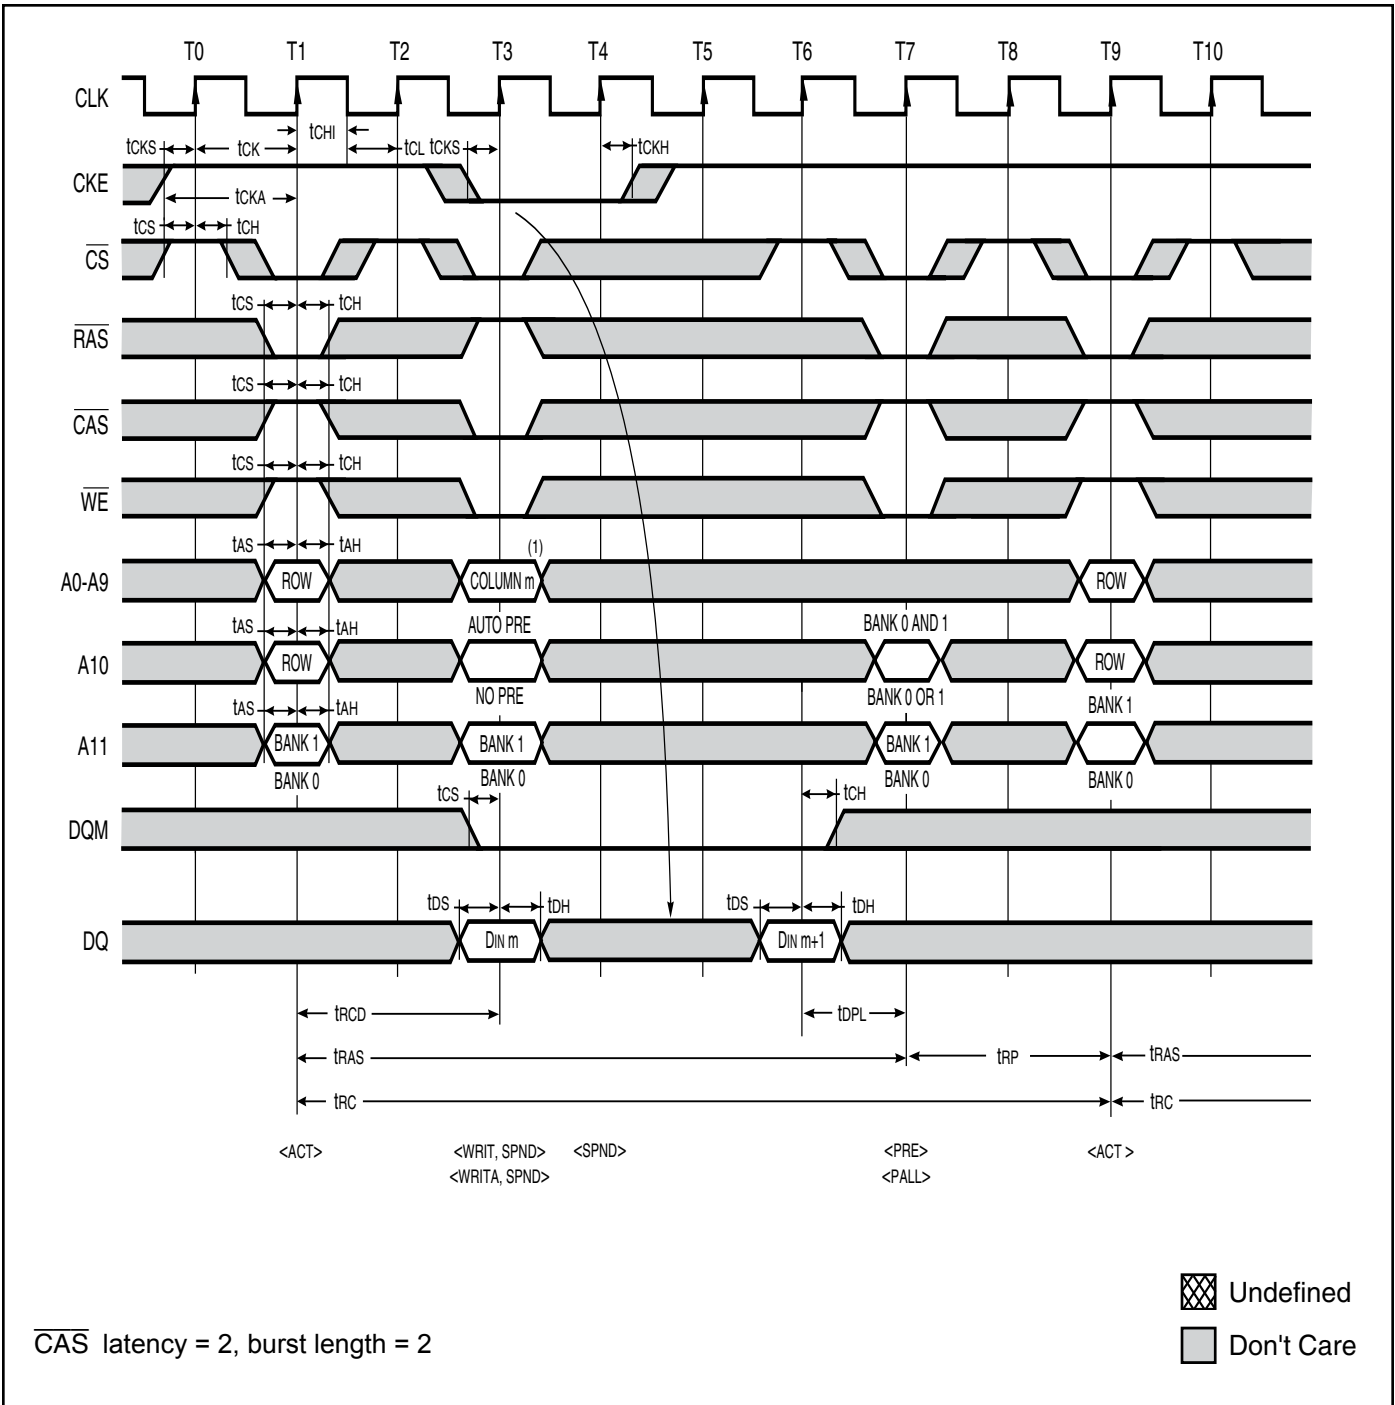 T0 T1 T2 T3 T4 T5 T6 T7 T8 T9 T10
CLK
tCHI
tCKS tCK tCL tCKS tCKH
CKE
tCKA
tCS tCH
CS
tCS tCH
RAS
tCS tCH
CAS
tCS tCH
WE
tAS tAH (1)
A0-A9 ROW COLUMN m ROW
tAS tAH AUTO PRE BANK 0 AND 1
A10 ROW ROW
NO PRE BANK 0 OR 1 BANK 1
tAS tAH
A11 BANK 1 BANK 1 BANK 1
BANK 0 BANK 0 BANK 0 BANK 0
tCS tCH
DQM
tDS tDH tDS tDH
DQ DIN m DIN m+1
tRCD tDPL
tRAS tRP tRAS
tRC tRC
<ACT> <WRIT, SPND> <SPND> <PRE> <ACT >
<WRITA, SPND> <PALL>
Undefined
CAS latency = 2, burst length = 2
Don't Care